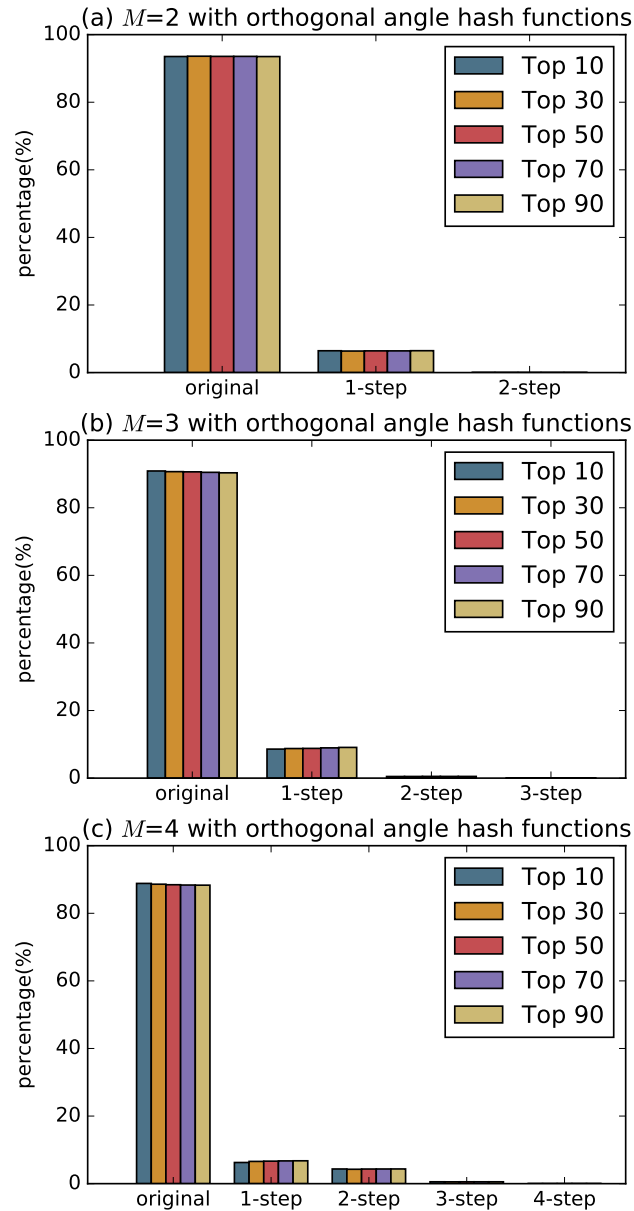 (a) M=2 with orthogonal angle hash functions
100
80
60
40
20
0
percentage(%)
Top 10
Top 30
Top 50
Top 70
Top 90
original 1-step 2-step
(b) M=3 with orthogonal angle hash functions
100
80
60
40
20
0
percentage(%)
Top 10
Top 30
Top 50
Top 70
Top 90
original 1-step 2-step 3-step
(c) M=4 with orthogonal angle hash functions
100
80
60
40
20
0
percentage(%)
Top 10
Top 30
Top 50
Top 70
Top 90
original 1-step 2-step 3-step 4-step